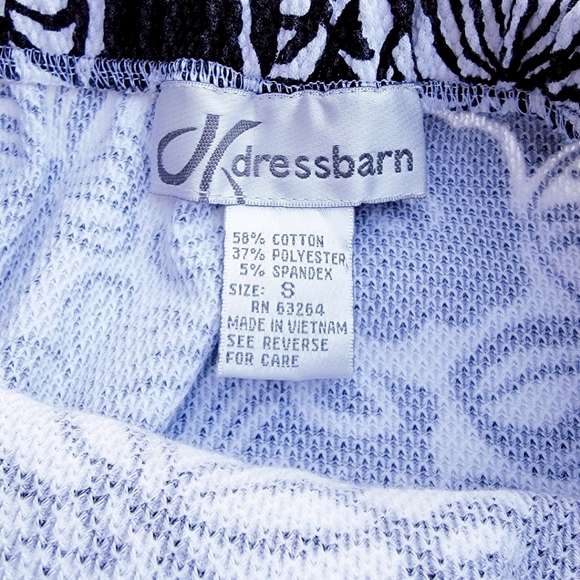 dressbarn
58% COTTON
37% POLYESTER
5% SPANDEX
SIZE: S
RN 63264
MADE IN VIETNAM
SEE REVERSE
FOR CARE